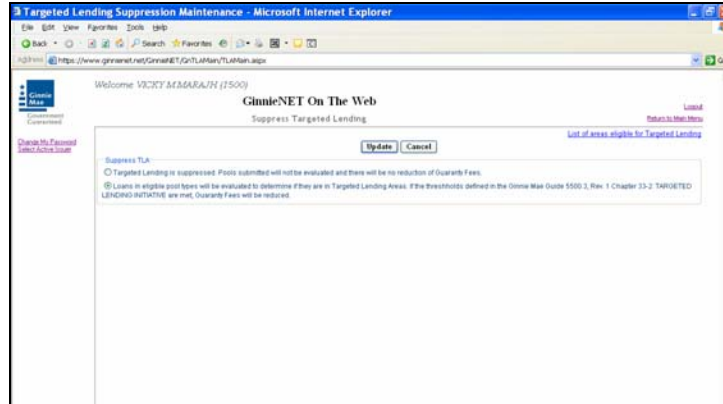 Targeted Lending Suppression Maintenance - Microsoft Internet Explorer
File Edit View Favorites Tools Help
Back Search Favorites
Address https://www.ginnienet.net/GinnieNET/GnTLAMain/TLAMain.aspx Go
Ginnie
Mae
Government
Guaranteed
Welcome VICKY M.MARAJH (1500)
GinnieNET On The Web
Suppress Targeted Lending
Logout
Return to Main Menu
Change My Password
Select Active Issuer
List of areas eligible for Targeted Lending
Update Cancel
Suppress TLA
Targeted Lending is suppressed. Pools submitted will not be evaluated and there will be no reduction of Guaranty Fees.
Loans in eligible pool types will be evaluated to determine if they are in Targeted Lending Areas. If the threshholds defined in the Ginnie Mae Guide 5500.3, Rev. 1 Chapter 33-2: TARGETED
LENDING INITIATIVE are met, Guaranty Fees will be reduced.